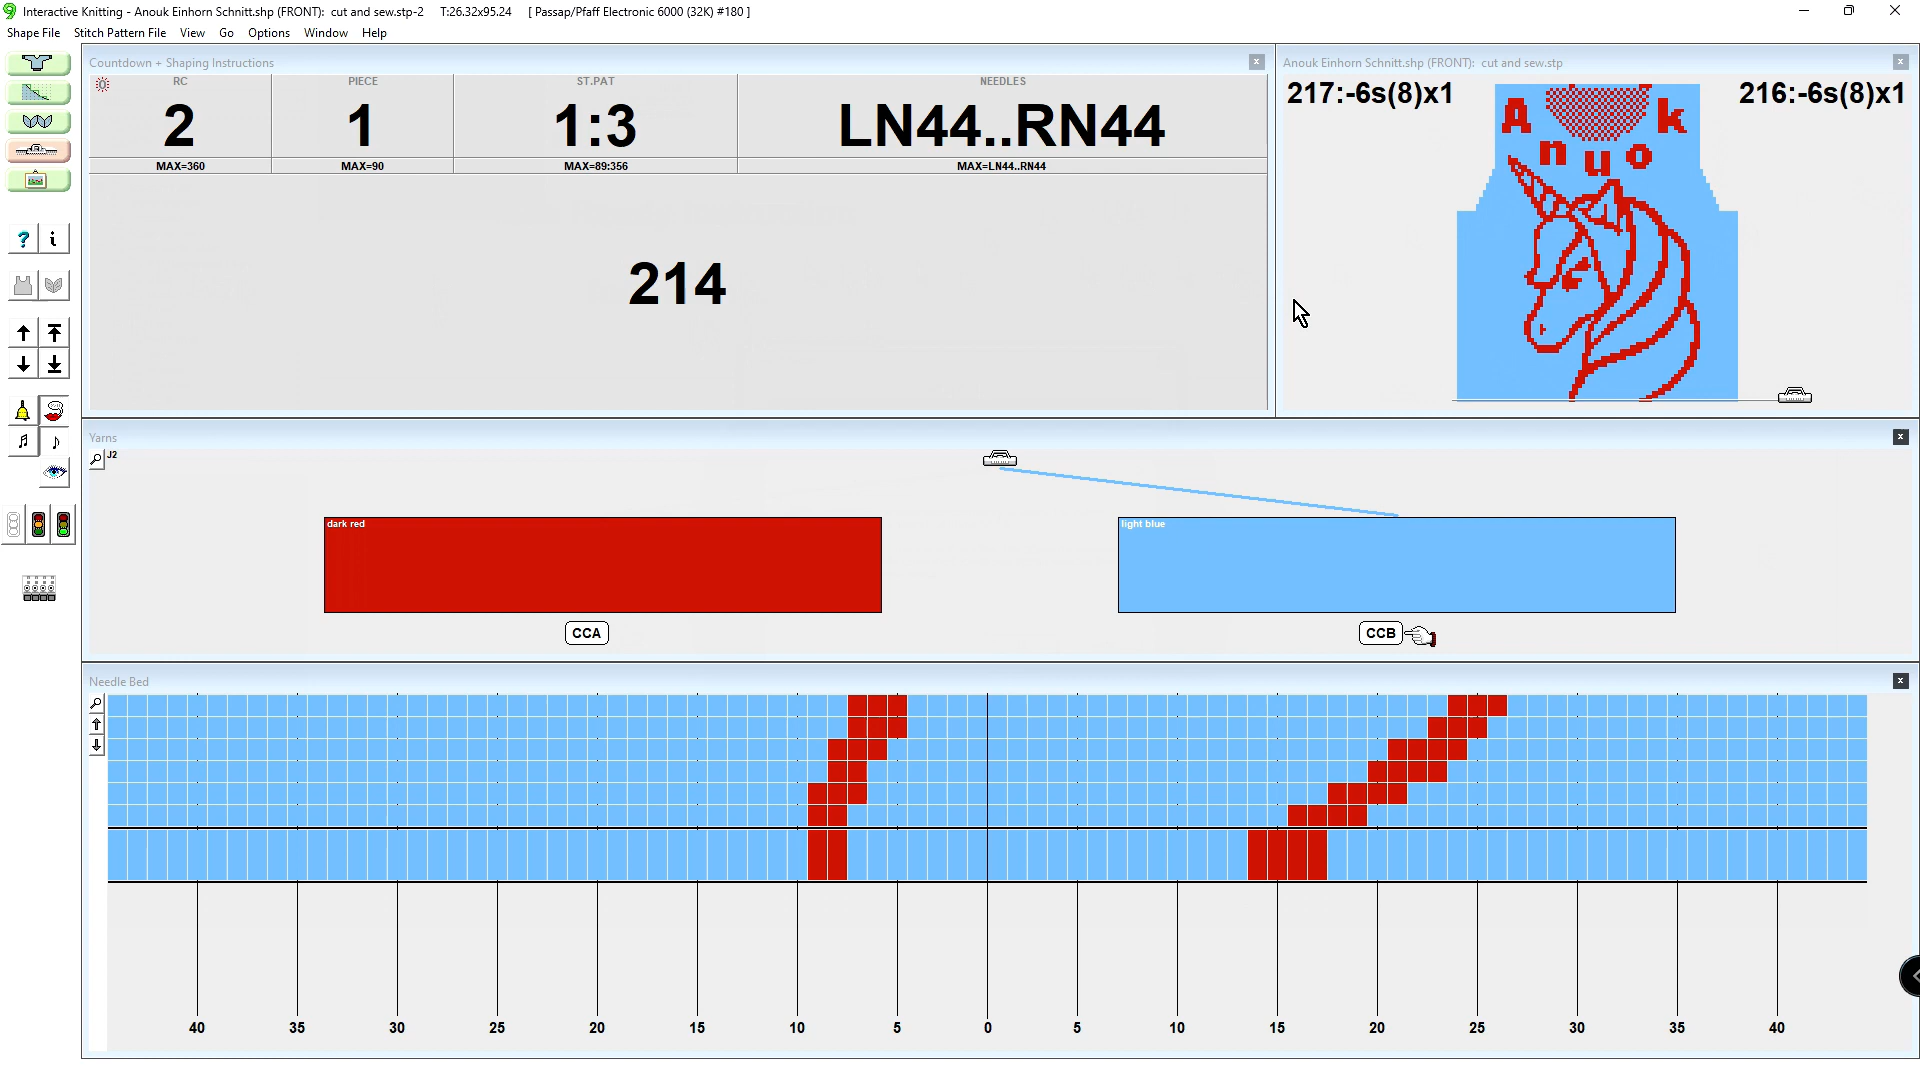 Interactive Knitting - Anouk Einhorn Schnitt.shp (FRONT): cut and sew.stp-2 T:26.32x95.24 [ Passap/Pfaff Electronic 6000 (32K) #180 ]
Shape File Stitch Pattern File View Go Options Window Help
Countdown + Shaping Instructions
RC PIECE ST.PAT NEEDLES
2 1 1:3 LN44..RN44
MAX=360 MAX=90 MAX=89:356 MAX=LN44..RN44
214
Anouk Einhorn Schnitt.shp (FRONT): cut and sew.stp
217:-6s(8)x1 216:-6s(8)x1
A n u o k
Yarns
J2
dark red
light blue
CCA
CCB
Needle Bed
40 35 30 25 20 15 10 5 0 5 10 15 20 25 30 35 40